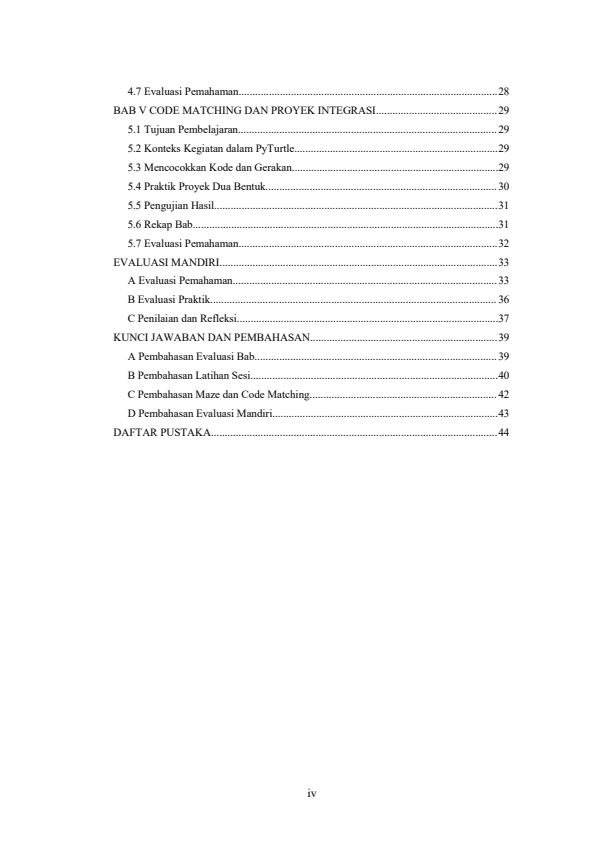 4.7 Evaluasi Pemahaman....................................................................................28
BAB V CODE MATCHING DAN PROYEK INTEGRASI............................................29
5.1 Tujuan Pembelajaran....................................................................................29
5.2 Konteks Kegiatan dalam PyTurtle..................................................................29
5.3 Mencocokkan Kode dan Gerakan...................................................................29
5.4 Praktik Proyek Dua Bentuk...........................................................................30
5.5 Pengujian Hasil............................................................................................31
5.6 Rekap Bab....................................................................................................31
5.7 Evaluasi Pemahaman....................................................................................32
EVALUASI MANDIRI..........................................................................................33
A Evaluasi Pemahaman......................................................................................33
B Evaluasi Praktik..............................................................................................36
C Penilaian dan Refleksi.....................................................................................37
KUNCI JAWABAN DAN PEMBAHASAN..............................................................39
A Pembahasan Evaluasi Bab...............................................................................39
B Pembahasan Latihan Sesi................................................................................40
C Pembahasan Maze dan Code Matching............................................................42
D Pembahasan Evaluasi Mandiri.........................................................................43
DAFTAR PUSTAKA.............................................................................................44
iv